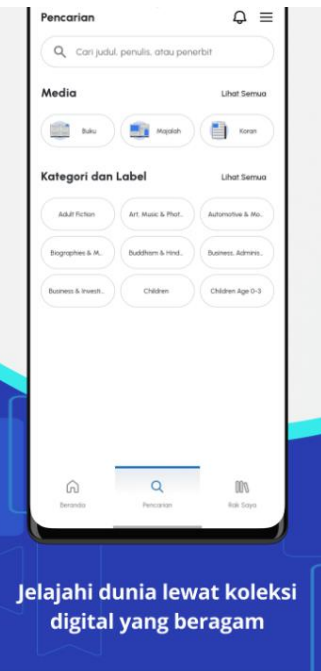 Pencarian
Cari judul, penulis, atau penerbit
Media
Lihat Semua
Buku
Majalah
Koran
Kategori dan Label
Lihat Semua
Adult Fiction
Art. Music & Phot..
Automotive & Mo..
Biographies & M..
Buddhism & Hind..
Business. Adminis..
Business & Investi..
Children
Children Age 0-3
Beranda
Pencarian
Rak Saya
Jelajahi dunia lewat koleksi
digital yang beragam